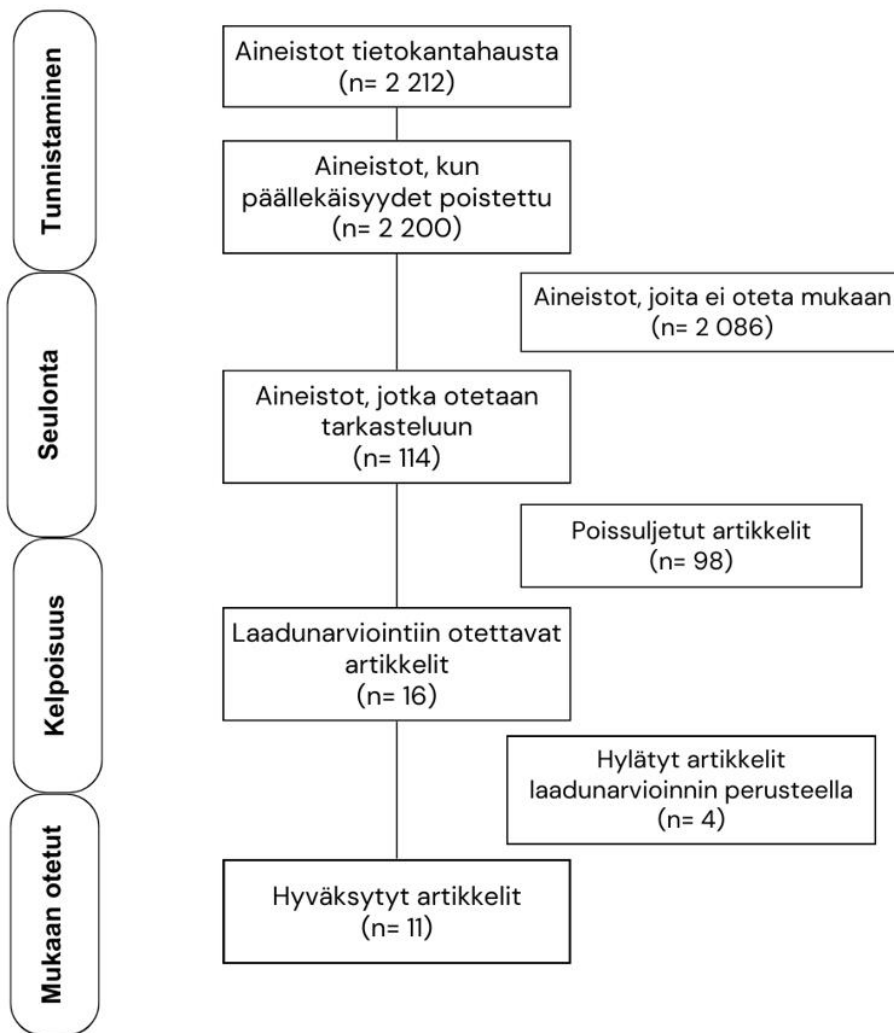 Tunnistaminen
Aineistot tietokantahausta
(n= 2 212)
Aineistot, kun
päällekäisyydet poistettu
(n= 2 200)
Seulonta
Aineistot, joita ei oteta mukaan
(n= 2 086)
Aineistot, jotka otetaan
tarkasteluun
(n= 114)
Poissuljetut artikkelit
(n= 98)
Kelpoisuus
Laadunarviointiin otettavat
artikkelit
(n= 16)
Hylätyt artikkelit
laadunarvioinnin perusteella
(n= 4)
Mukaan otetut
Hyväksytyt artikkelit
(n= 11)